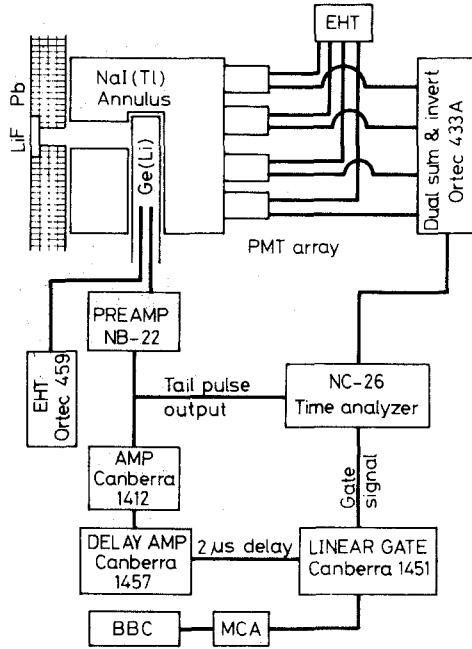 EHT
Pb
LiF
NaI(Tl)
Annulus
Ge(Li)
Dual sum & invert
Ortec 433A
PMT array
PREAMP
NB-22
EHT
Ortec 459
Tail pulse
output
NC-26
Time analyzer
AMP
Canberra
1412
Gate
signal
DELAY AMP
Canberra
1457
2 µs delay
LINEAR GATE
Canberra 1451
BBC
MCA